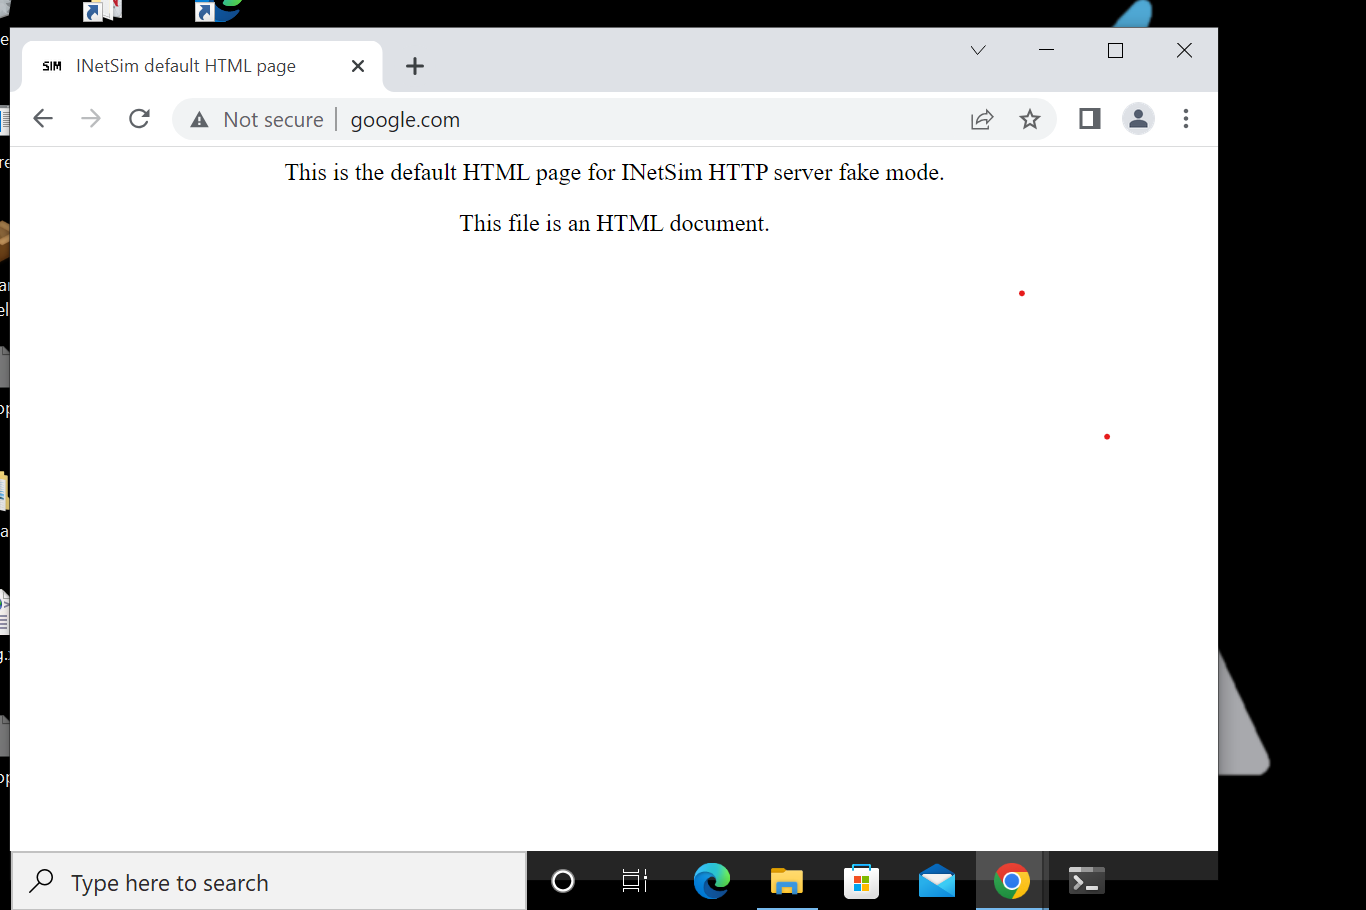 SIM INetSim default HTML page
Not secure google.com
This is the default HTML page for INetSim HTTP server fake mode.
This file is an HTML document.
Type here to search